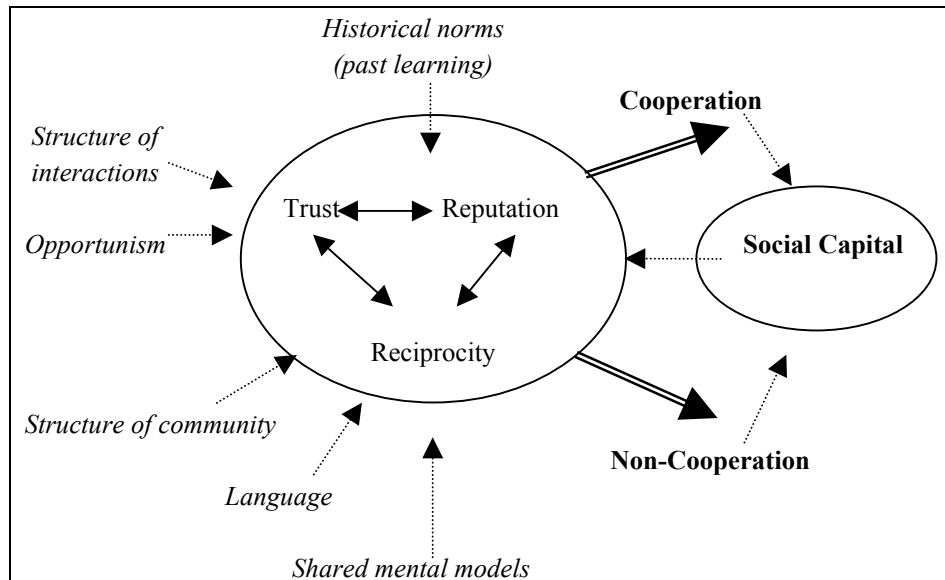 Historical norms
(past learning)
Cooperation
Structure of
interactions
Trust
Reputation
Opportunism
Social Capital
Reciprocity
Structure of community
Non-Cooperation
Language
Shared mental models